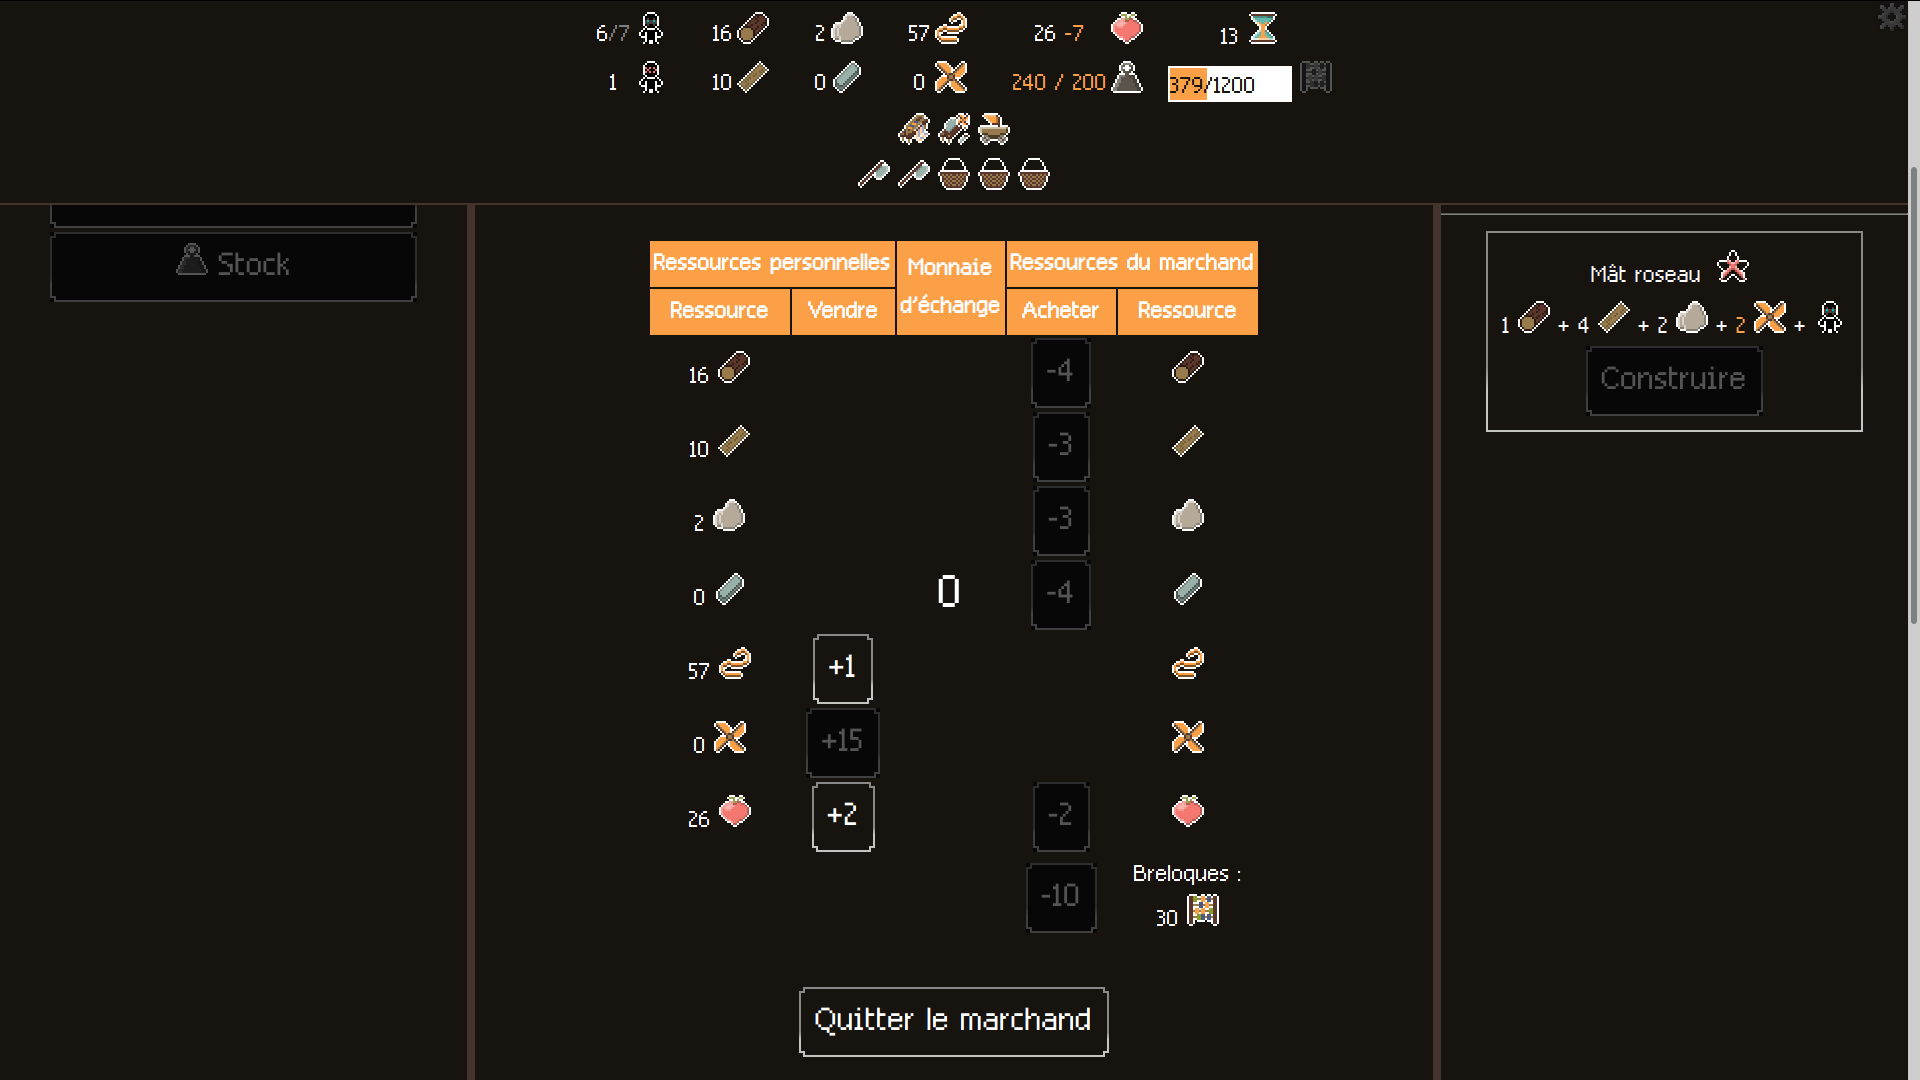 6/7 16 2 57 26 -7 13
1 10 0 0 240 / 200 379/1200
Stock
Ressources personnelles Monnaie d'échange Ressources du marchand
Ressource Vendre Acheter Ressource
16 -4
10 -3
2 -3
0 0 -4
57 +1
0 +15
26 +2 -2
-10 Breloques :
30
Quitter le marchand
Mât roseau
1 + 4 + 2 + 2 +
Construire